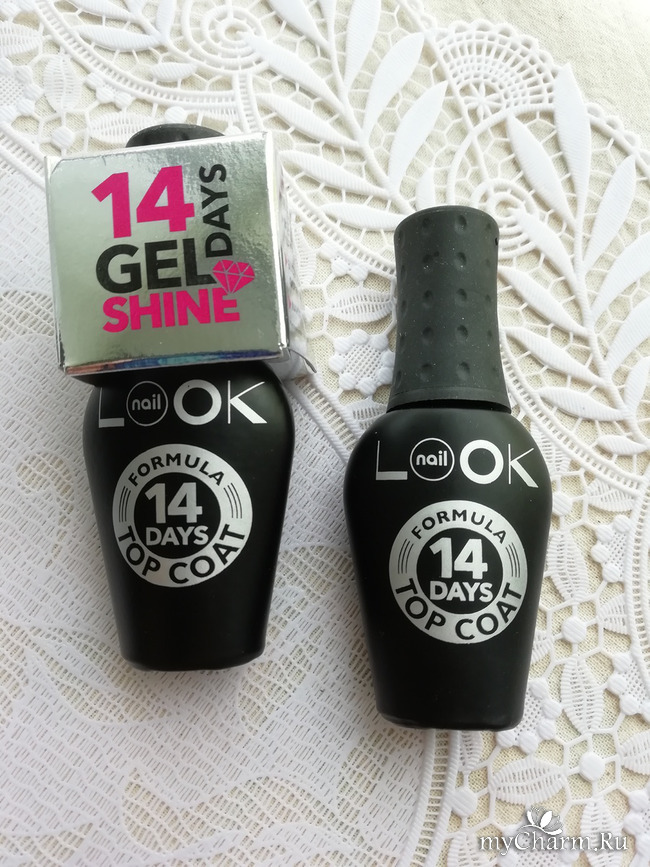 14
DAYS
GEL
SHINE
LOOK
nail
FORMULA
14
DAYS
TOP COAT
LOOK
nail
FORMULA
14
DAYS
TOP COAT
myCharm.Ru